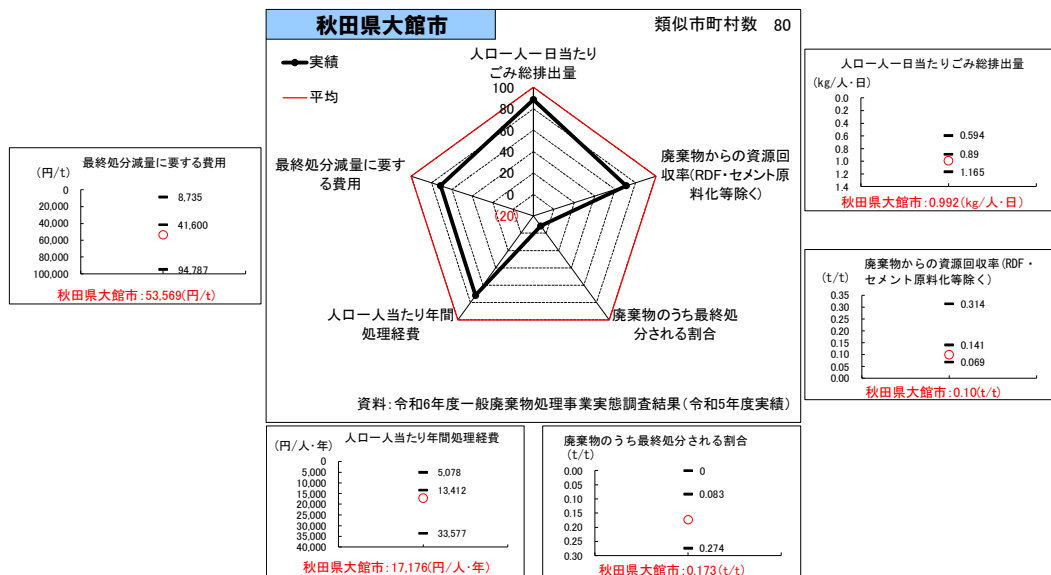 秋田県大館市
類似市町村数 80
実績
平均
人口一人一日当たり
ごみ総排出量
100
80
60
40
20
0
(20)
廃棄物からの資源回
収率(RDF・セメント原
料化等除く)
廃棄物のうち最終処
分される割合
人口一人当たり年間
処理経費
最終処分減量に要す
る費用
資料:令和6年度一般廃棄物処理事業実態調査結果(令和5年度実績)
最終処分減量に要する費用
(円/t)
0
20,000
40,000
60,000
80,000
100,000
8,735
41,600
94,787
秋田県大館市:53,569(円/t)
人口一人一日当たりごみ総排出量
(kg/人・日)
0.0
0.2
0.4
0.6
0.8
1.0
1.2
1.4
0.594
0.89
1.165
秋田県大館市:0.992(kg/人・日)
廃棄物からの資源回収率(RDF・
セメント原料化等除く)
(t/t)
0.35
0.30
0.25
0.20
0.15
0.10
0.05
0.00
0.314
0.141
0.069
秋田県大館市:0.10(t/t)
人口一人当たり年間処理経費
(円/人・年)
0
5,000
10,000
15,000
20,000
25,000
30,000
35,000
40,000
5,078
13,412
33,577
秋田県大館市:17,176(円/人・年)
廃棄物のうち最終処分される割合
(t/t)
0.00
0.05
0.10
0.15
0.20
0.25
0.30
0
0.083
0.274
秋田県大館市:0.173(t/t)